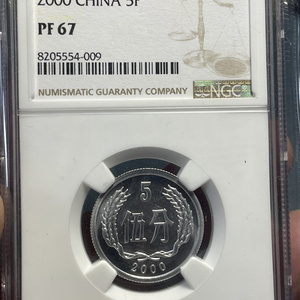 2000 CHINA 5F
PF 67
8205554-009
NUMISMATIC GUARANTY COMPANY
NGC
5
伍分
2000